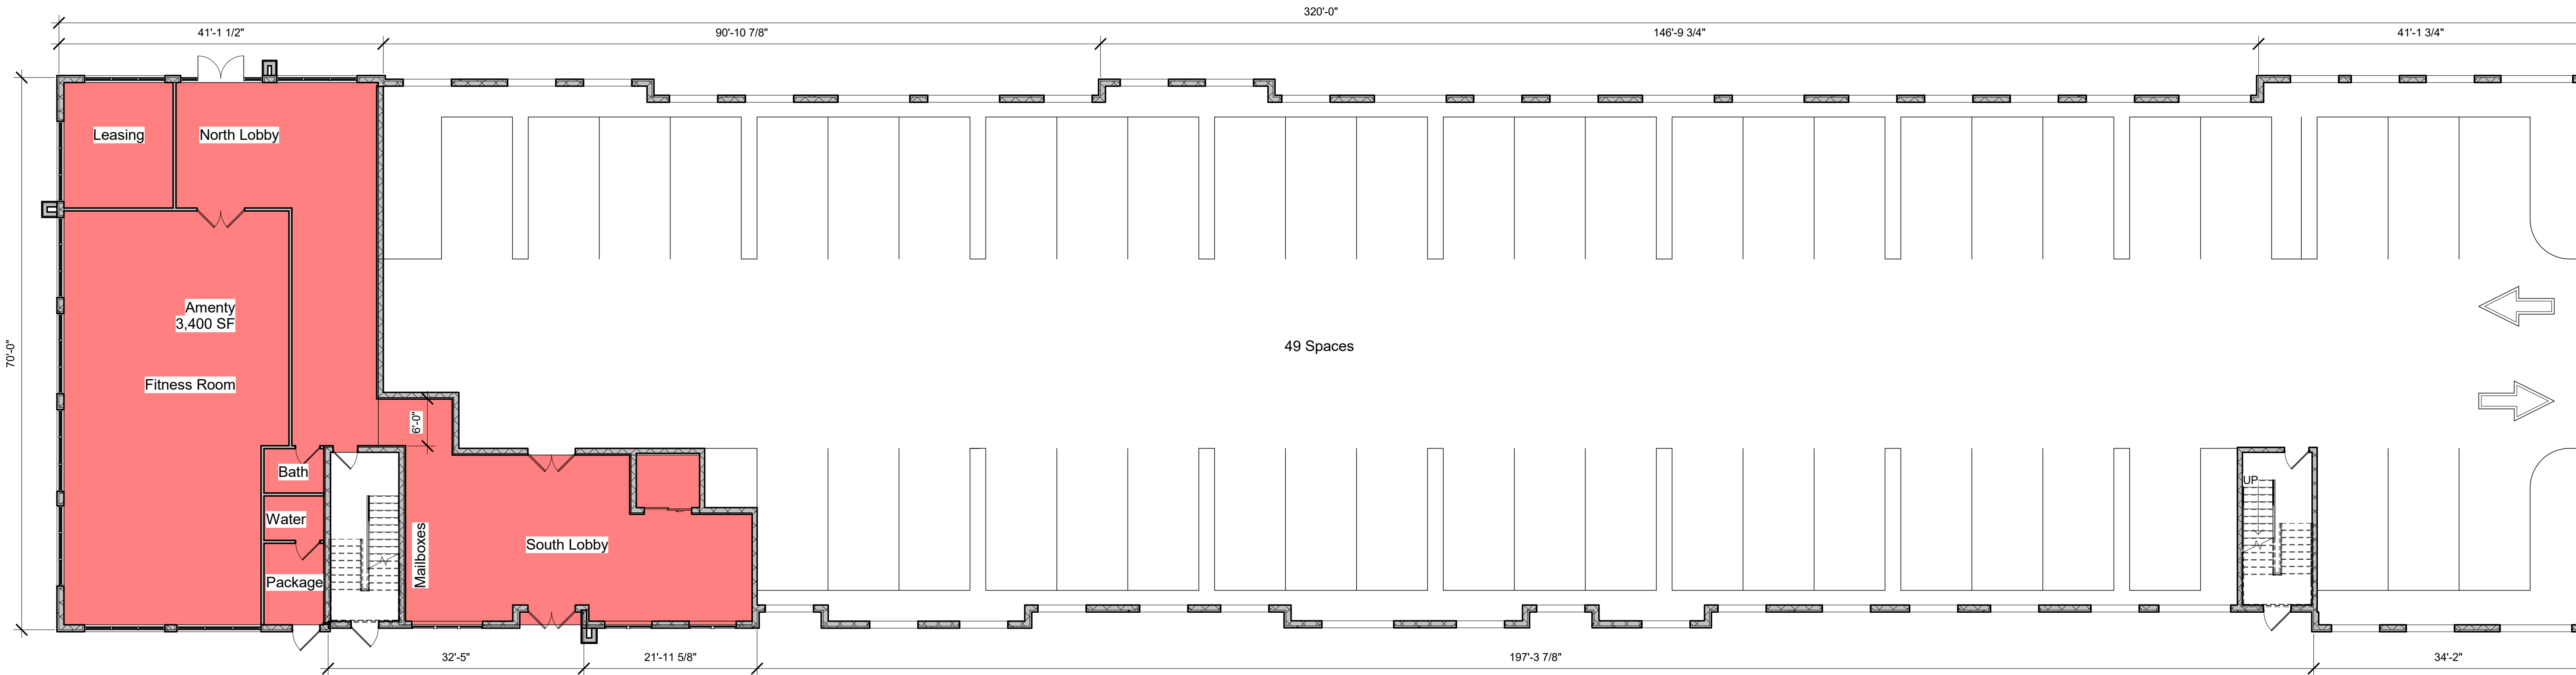 320'-0"
41'-1 1/2"
90'-10 7/8"
146'-9 3/4"
41'-1 3/4"
70'-0"
Leasing
North Lobby
Amenty
3,400 SF
49 Spaces
Fitness Room
6'-0"
Bath
UP
Water
Mailboxes
South Lobby
Package
32'-5"
21'-11 5/8"
197'-3 7/8"
34'-2"